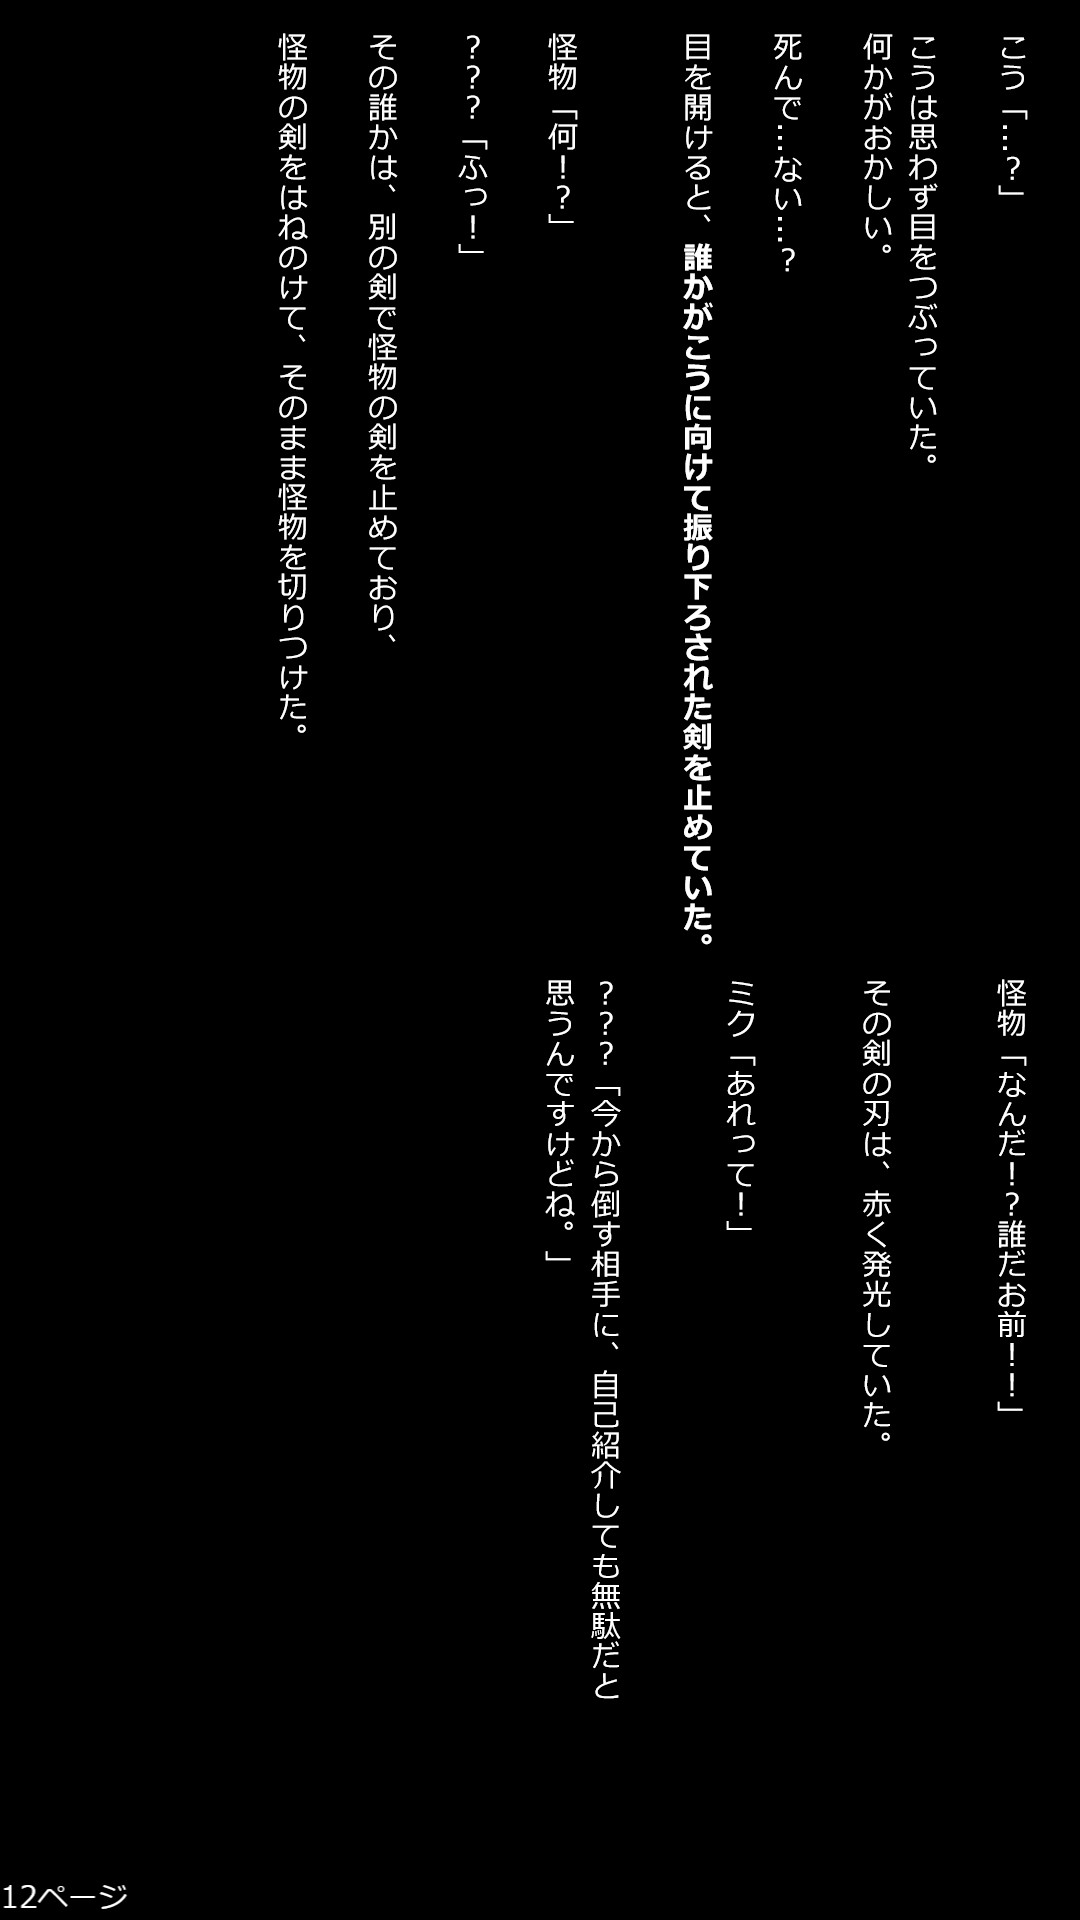 こう「…？」
こうは思わず目をつぶっていた。
何かがおかしい。
死んで…ない…？
目を開けると、誰かがこうに向けて振り下ろされた剣を止めていた。
怪物「何！？」
？？？「ふっ！」
その誰かは、別の剣で怪物の剣を止めており、
怪物の剣をはねのけて、そのまま怪物を切りつけた。
怪物「なんだ！？誰だお前！！」
その剣の刃は、赤く発光していた。
ミク「あれって！」
？？？「今から倒す相手に、自己紹介しても無駄だと
思うんですけどね。」
12ページ